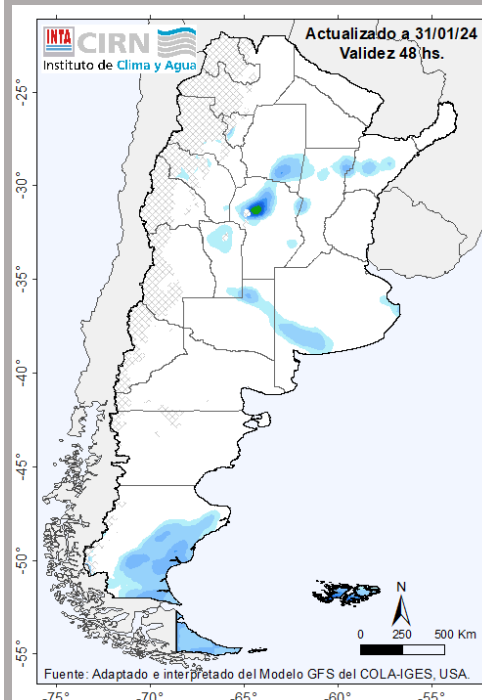 INTA CIRN
Instituto de Clima y Agua
Actualizado a 31/01/24
Validez 48 hs.
-25°
-30°
-35°
-40°
-45°
-50°
-55°
N
0 250 500 Km
Fuente: Adaptado e interpretado del Modelo GFS del COLA-IGES, USA.
-75 -70 -65 -60 -55